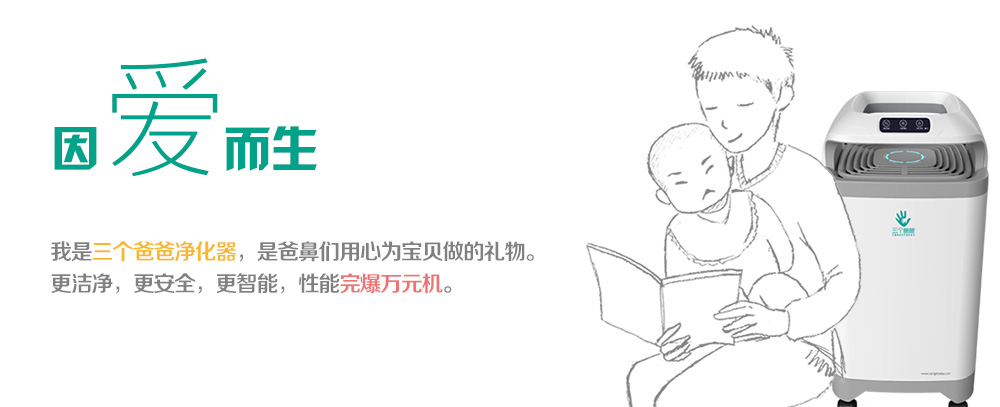 因爱而生
我是三个爸爸净化器，是爸鼻们用心为宝贝做的礼物。
更洁净，更安全，更智能，性能完爆万元机。
三个爸爸